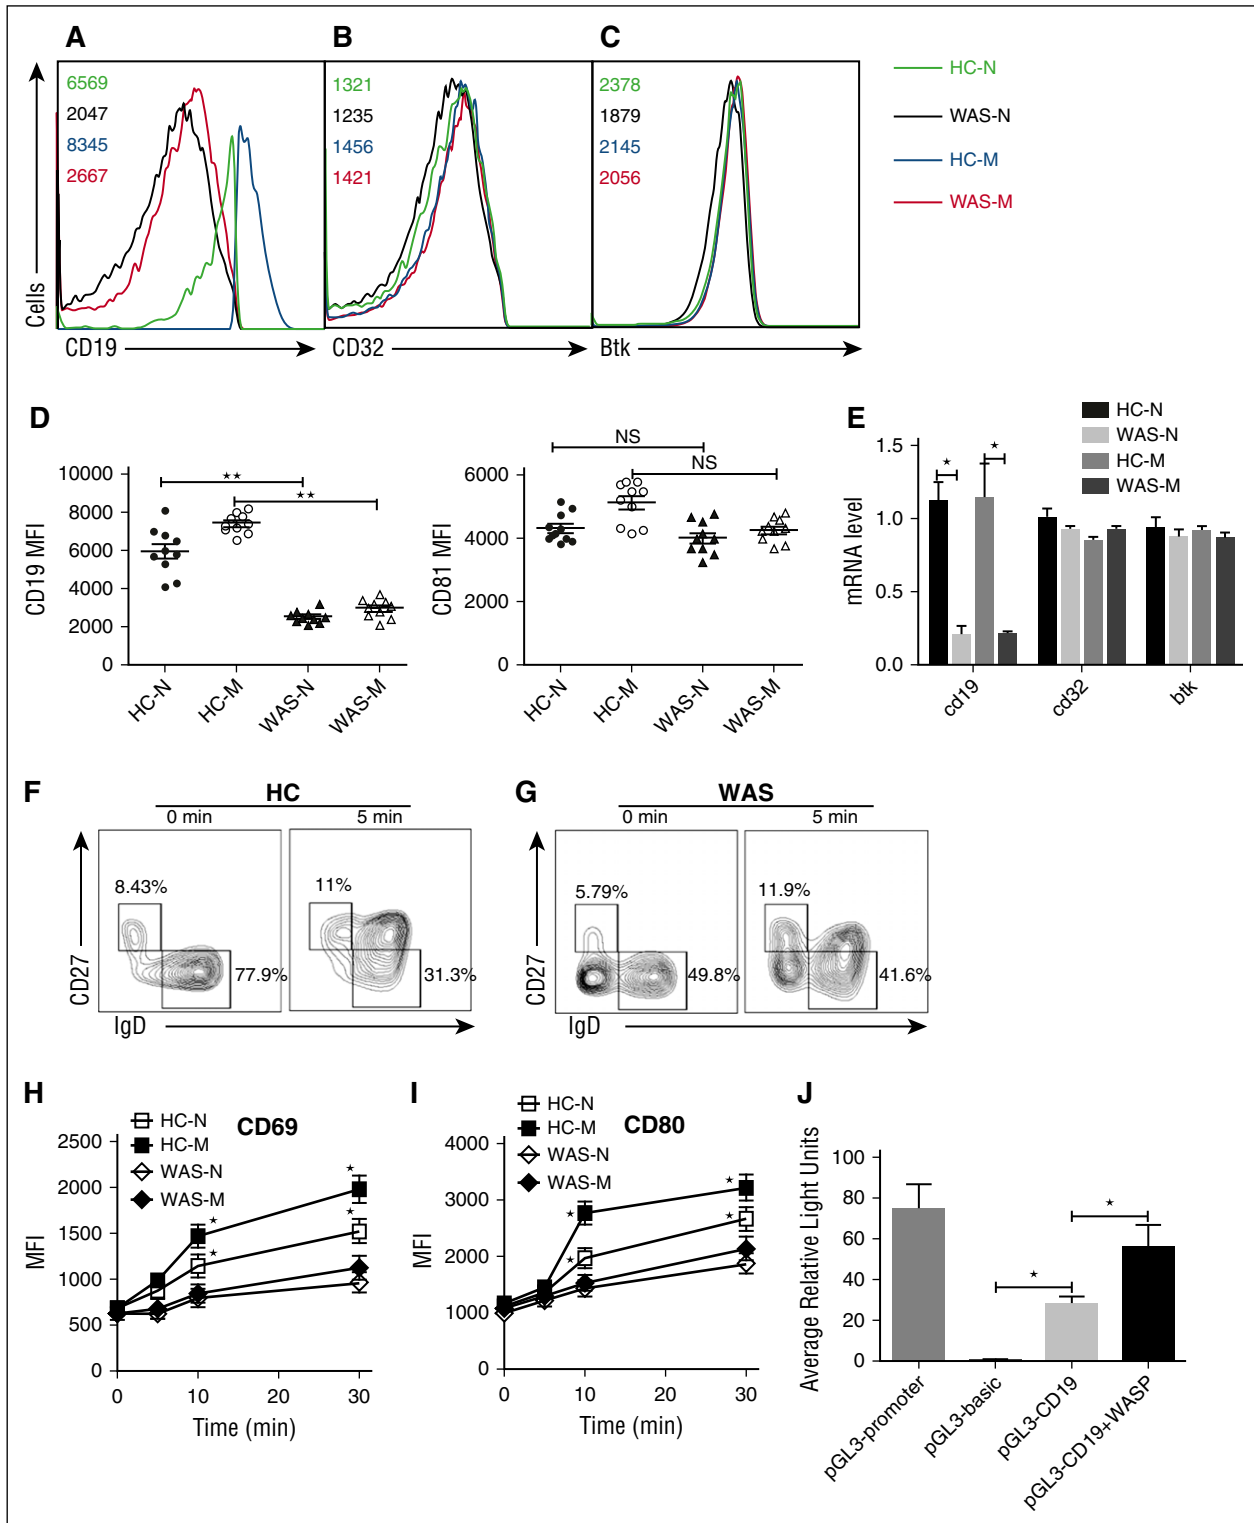 A
B
C
6569
2047
8345
2667
1321
1235
1456
1421
2378
1879
2145
2056
HC-N
WAS-N
HC-M
WAS-M
Cells
CD19
CD32
Btk
D
10000
8000
6000
4000
2000
0
CD19 MFI
★★
★★
HC-N
HC-M
WAS-N
WAS-M
6000
4000
2000
0
CD81 MFI
NS
NS
HC-N
HC-M
WAS-N
WAS-M
E
HC-N
WAS-N
HC-M
WAS-M
1.5
1.0
0.5
0.0
mRNA level
★
★
cd19
cd32
btk
F
HC
0 min
5 min
8.43%
77.9%
11%
31.3%
CD27
IgD
G
WAS
0 min
5 min
5.79%
49.8%
11.9%
41.6%
CD27
IgD
H
HC-N
HC-M
WAS-N
WAS-M
CD69
2500
2000
1500
1000
500
0
MFI
★
★
★
★
0
10
20
30
Time (min)
I
HC-N
HC-M
WAS-N
WAS-M
CD80
4000
3000
2000
1000
0
MFI
★
★
★
★
0
10
20
30
Time (min)
J
100
80
60
40
20
0
Average Relative Light Units
★
★
pGL3-promoter
pGL3-basic
pGL3-CD19
pGL3-CD19+WASP